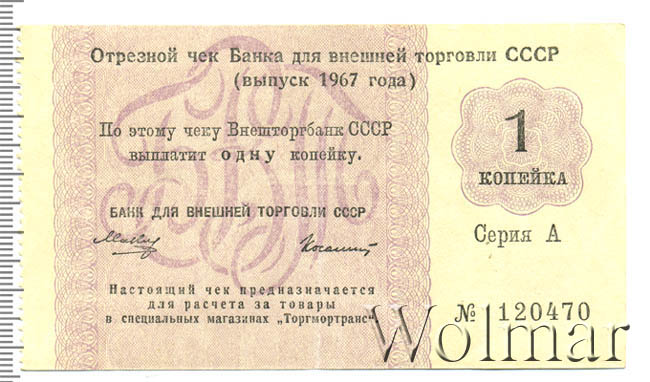 Отрезной чек Банка для внешней торговли СССР
(выпуск 1967 года)
По этому чеку Внешторгбанк СССР
выплатит одну копейку.
1
КОПЕЙКА
БАНК ДЛЯ ВНЕШНЕЙ ТОРГОВЛИ СССР
Серия А
Настоящий чек предназначается
для расчета за товары
в специальных магазинах „Торгмортранс"
№ 120470
Wolmar